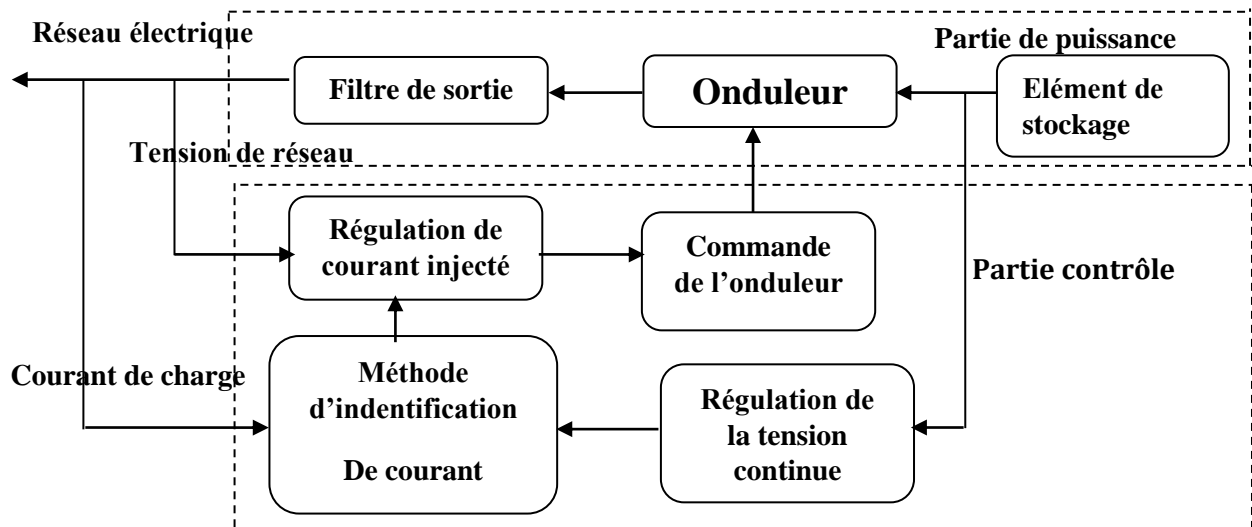 Réseau électrique
Partie de puissance
Filtre de sortie
Onduleur
Elément de
stockage
Tension de réseau
Régulation de
courant injecté
Commande
de l’onduleur
Partie contrôle
Courant de charge
Méthode
d’indentification
De courant
Régulation de
la tension
continue